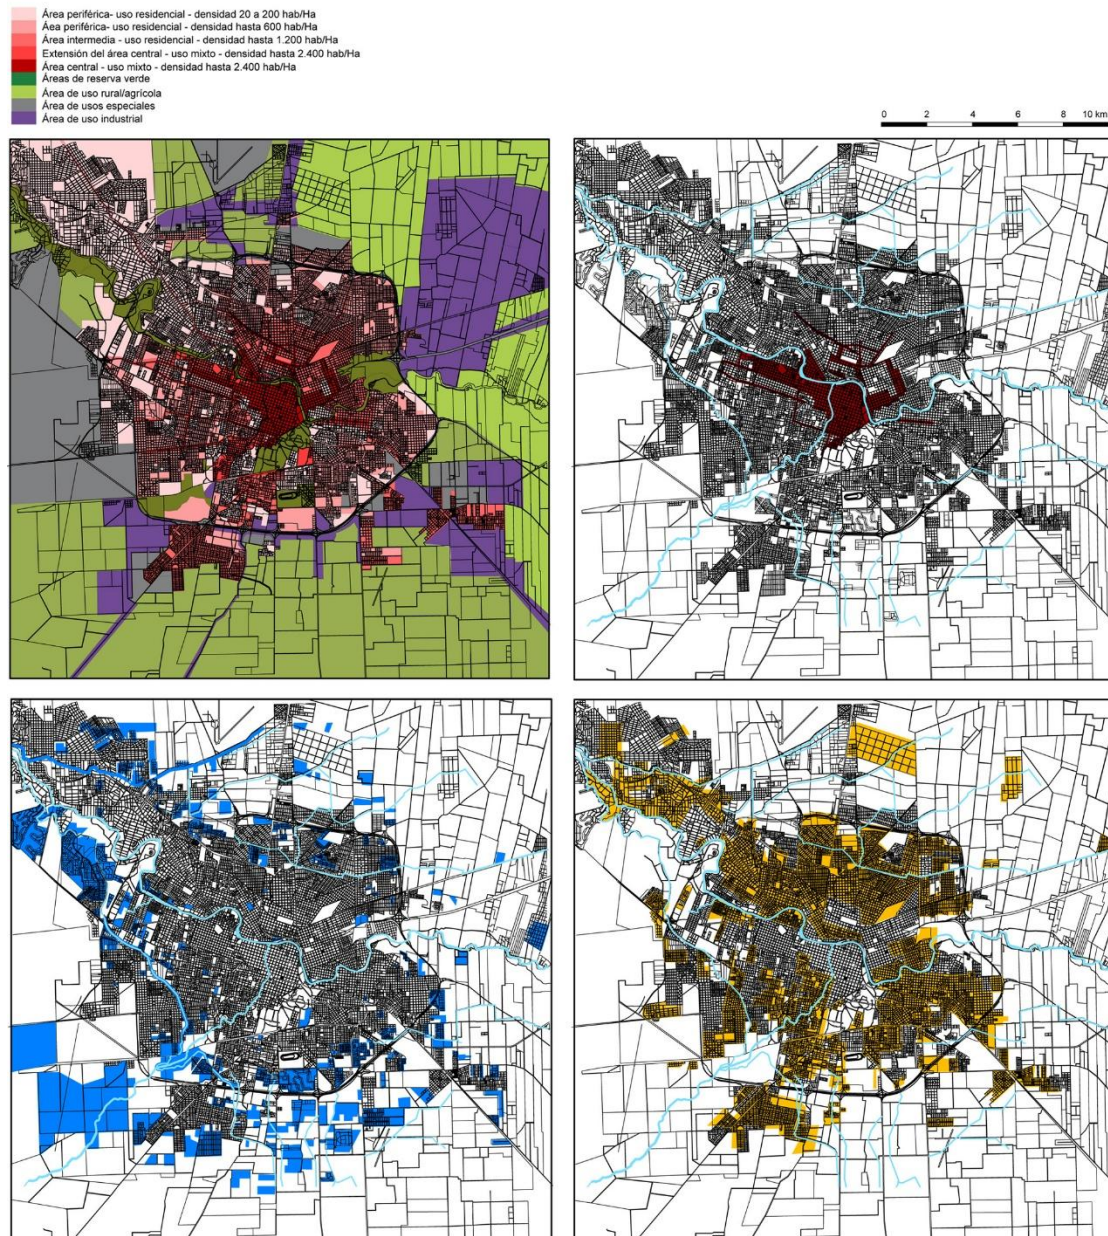 Área periférica- uso residencial - densidad 20 a 200 hab/Ha
Áea periférica- uso residencial - densidad hasta 600 hab/Ha
Área intermedia - uso residencial - densidad hasta 1.200 hab/Ha
Extensión del área central - uso mixto - densidad hasta 2.400 hab/Ha
Área central - uso mixto - densidad hasta 2.400 hab/Ha
Áreas de reserva verde
Área de uso rural/agrícola
Área de usos especiales
Área de uso industrial
0 2 4 6 8 10 km